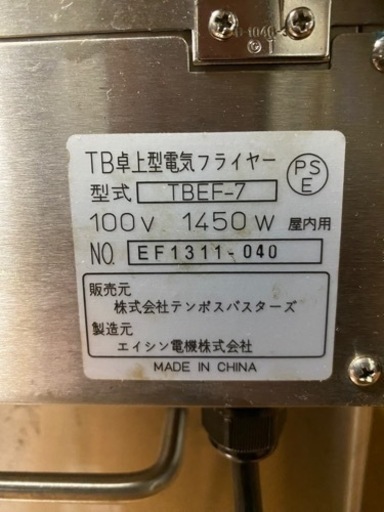 TB卓上型電気フライヤー
PS
E
型式 TBEF-7
100V 1450W 屋内用
NO. EF1311-040
販売元
株式会社テンポスバスターズ
製造元
エイシン電機株式会社
MADE IN CHINA